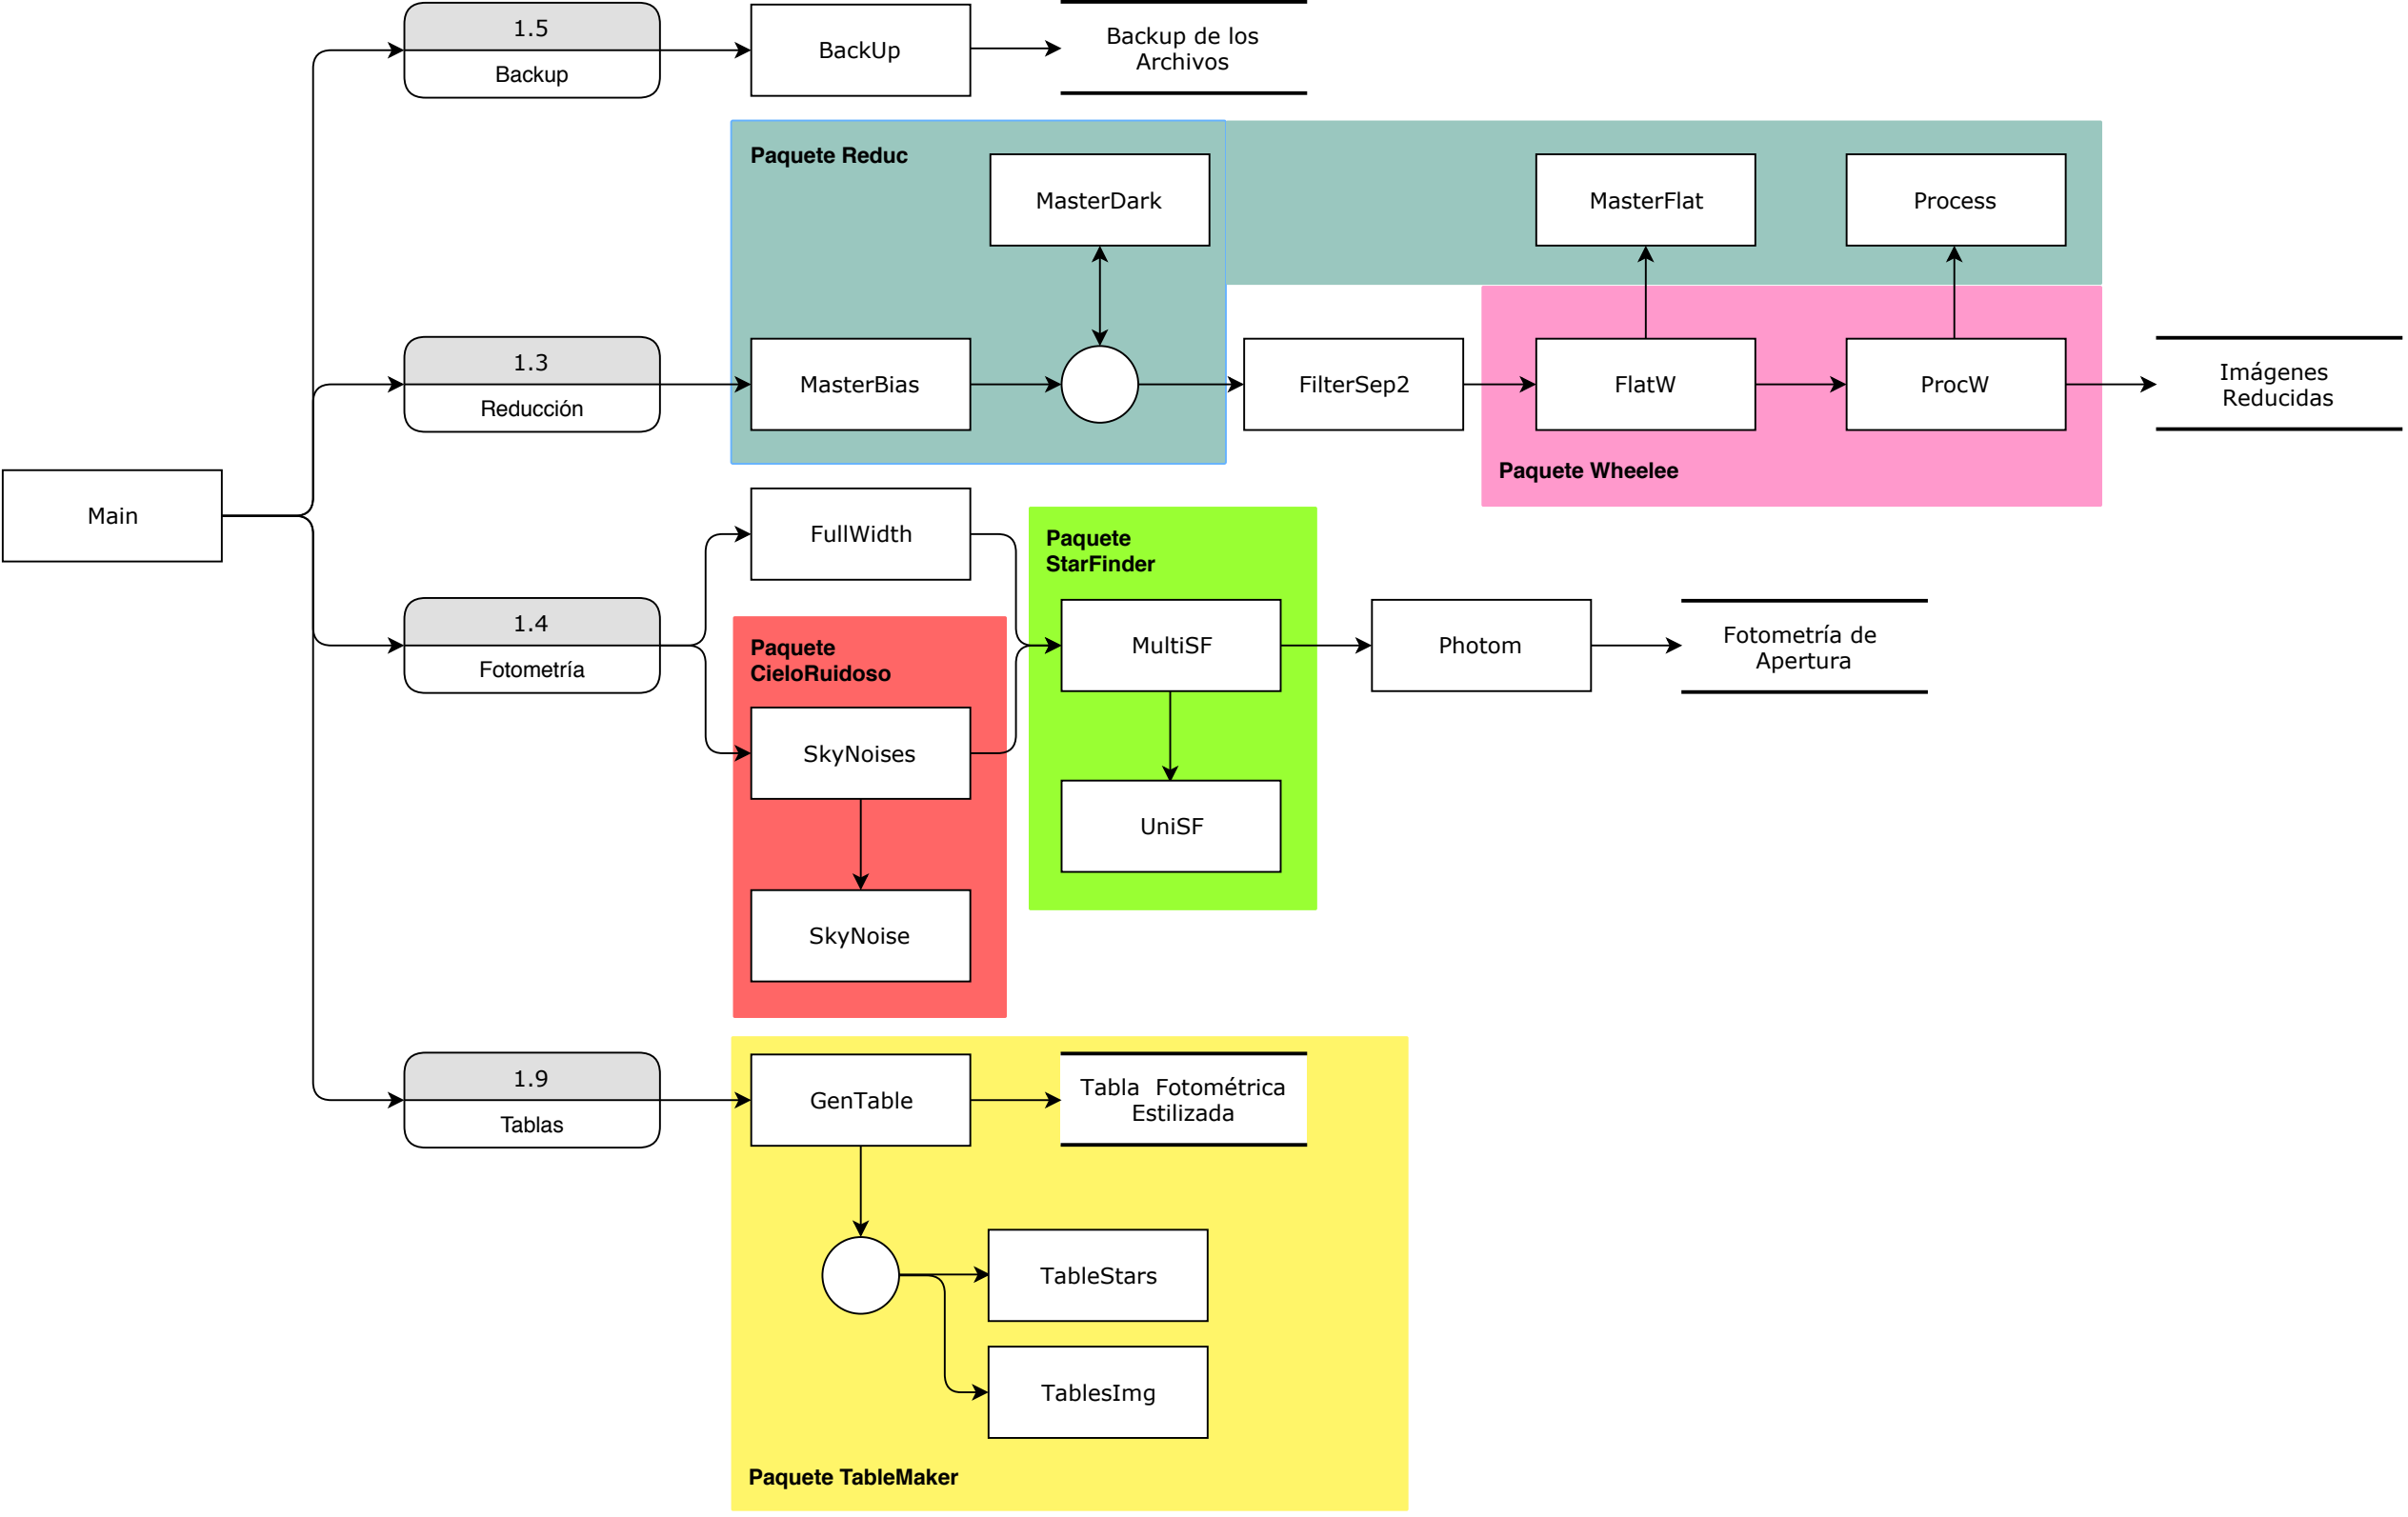 1.5
Backup
BackUp
Backup de los
Archivos
Paquete Reduc
MasterDark
MasterFlat
Process
1.3
Reducción
MasterBias
FilterSep2
FlatW
ProcW
Imágenes
Reducidas
Paquete Wheelee
Main
FullWidth
Paquete
StarFinder
1.4
Fotometría
Paquete
CieloRuidoso
MultiSF
Photom
Fotometría de
Apertura
SkyNoises
UniSF
SkyNoise
1.9
Tablas
GenTable
Tabla Fotométrica
Estilizada
TableStars
TablesImg
Paquete TableMaker